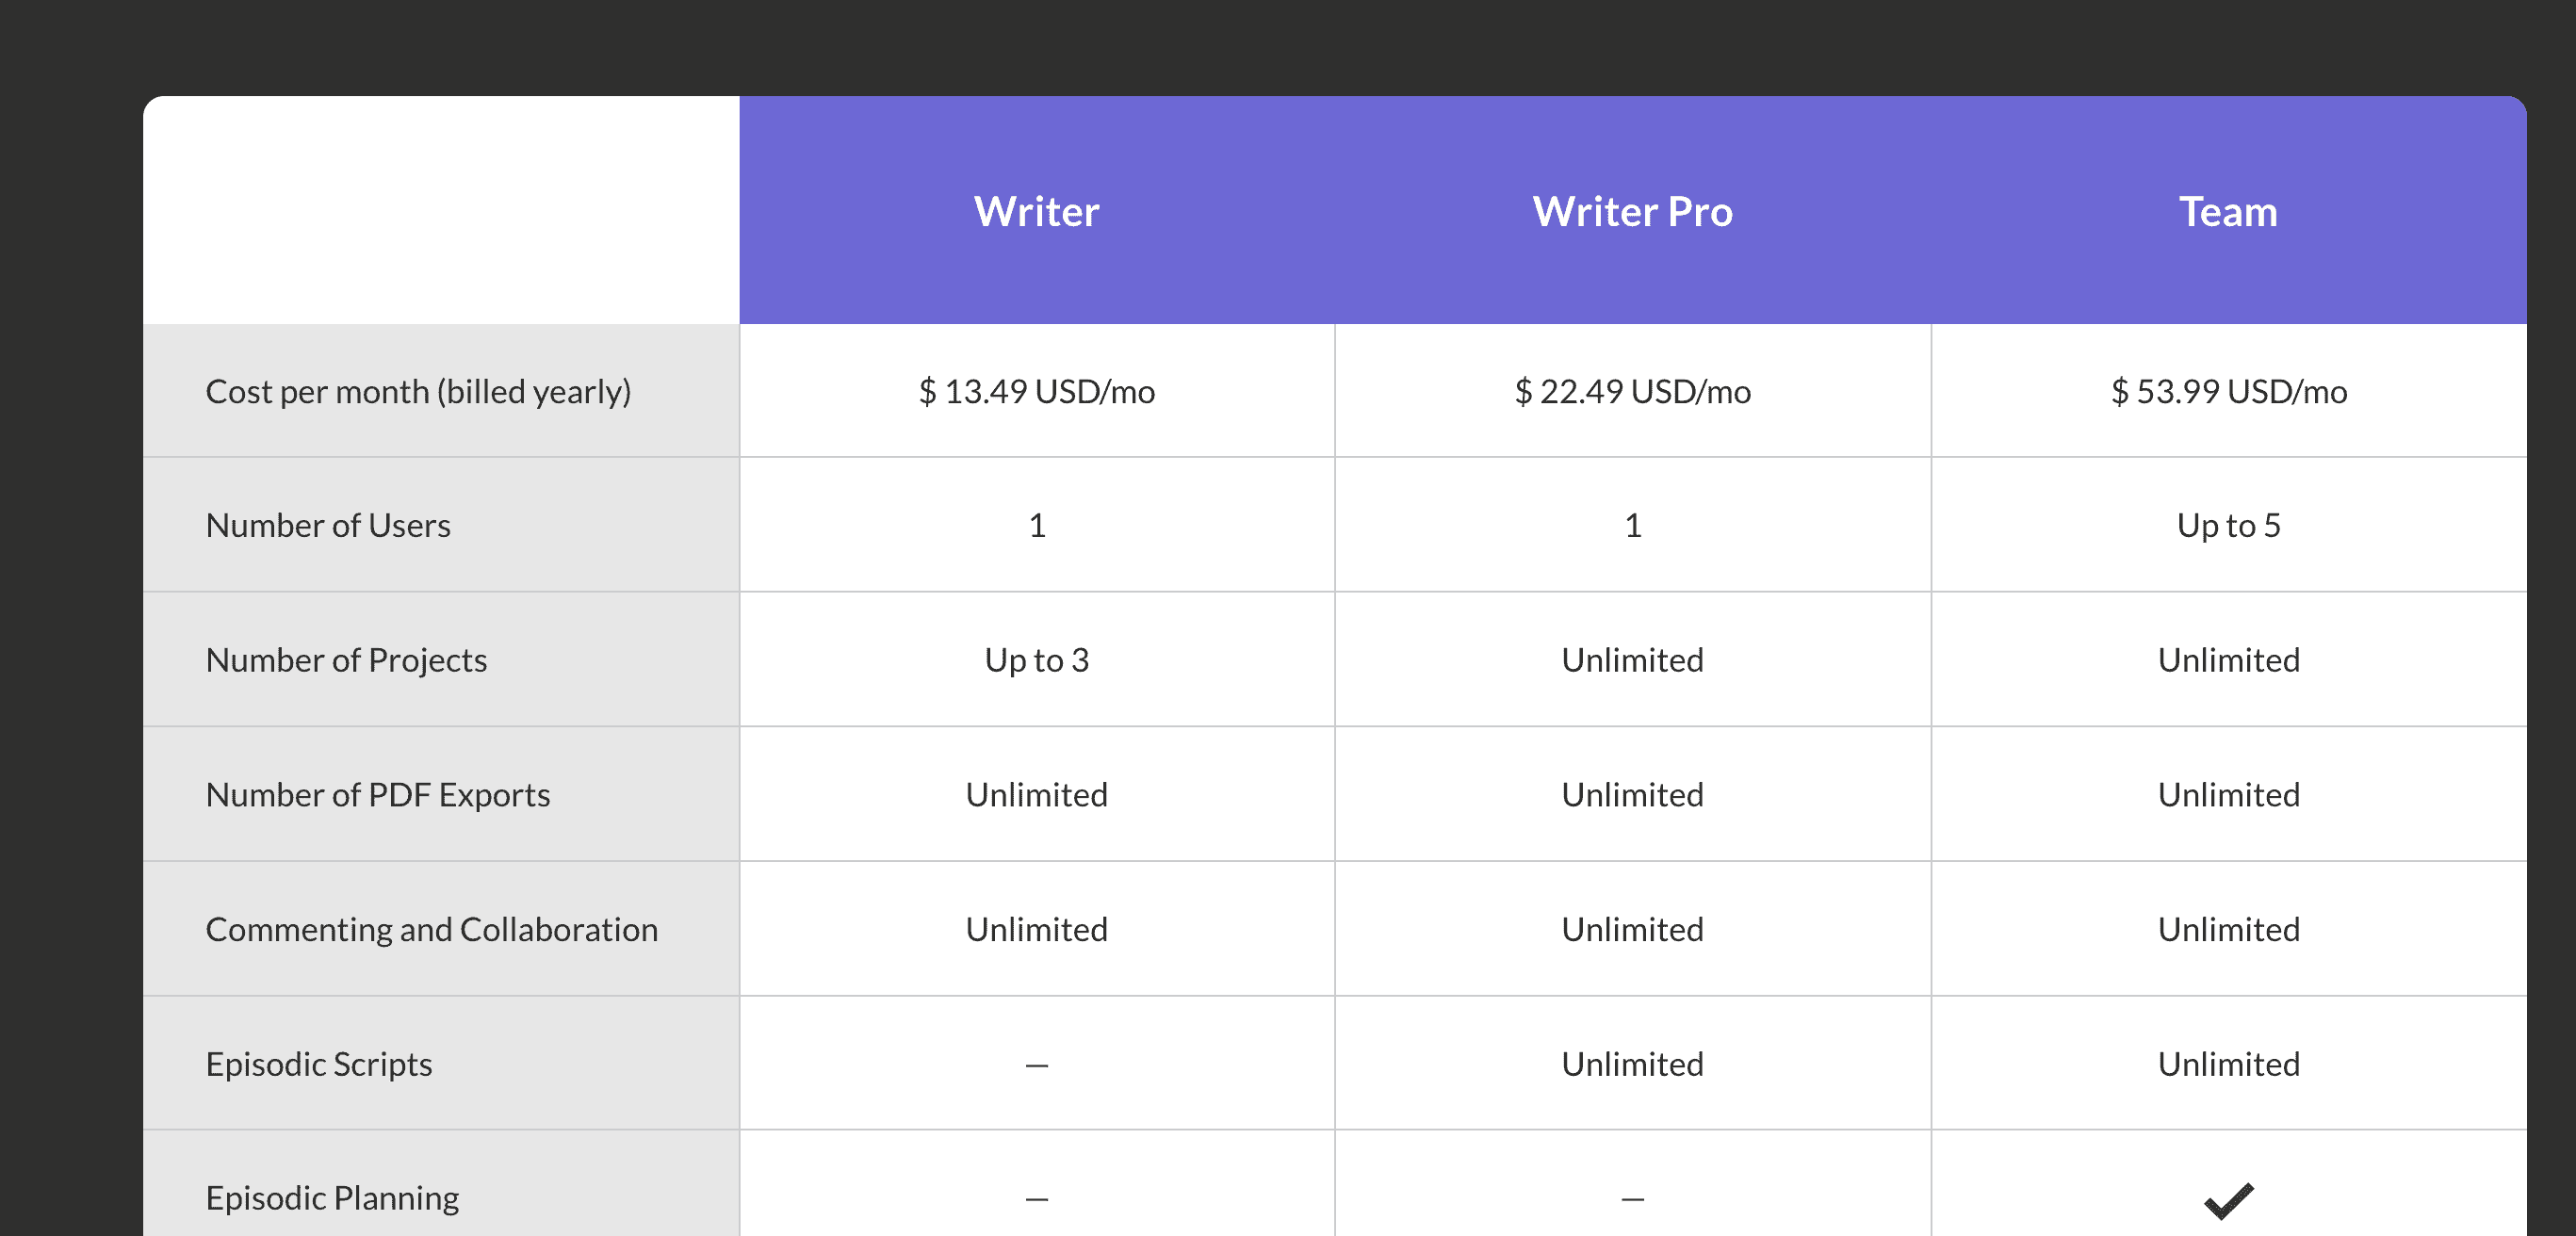 Writer Writer Pro Team
Cost per month (billed yearly) $ 13.49 USD/mo $ 22.49 USD/mo $ 53.99 USD/mo
Number of Users 1 1 Up to 5
Number of Projects Up to 3 Unlimited Unlimited
Number of PDF Exports Unlimited Unlimited Unlimited
Commenting and Collaboration Unlimited Unlimited Unlimited
Episodic Scripts — Unlimited Unlimited
Episodic Planning — — ✔